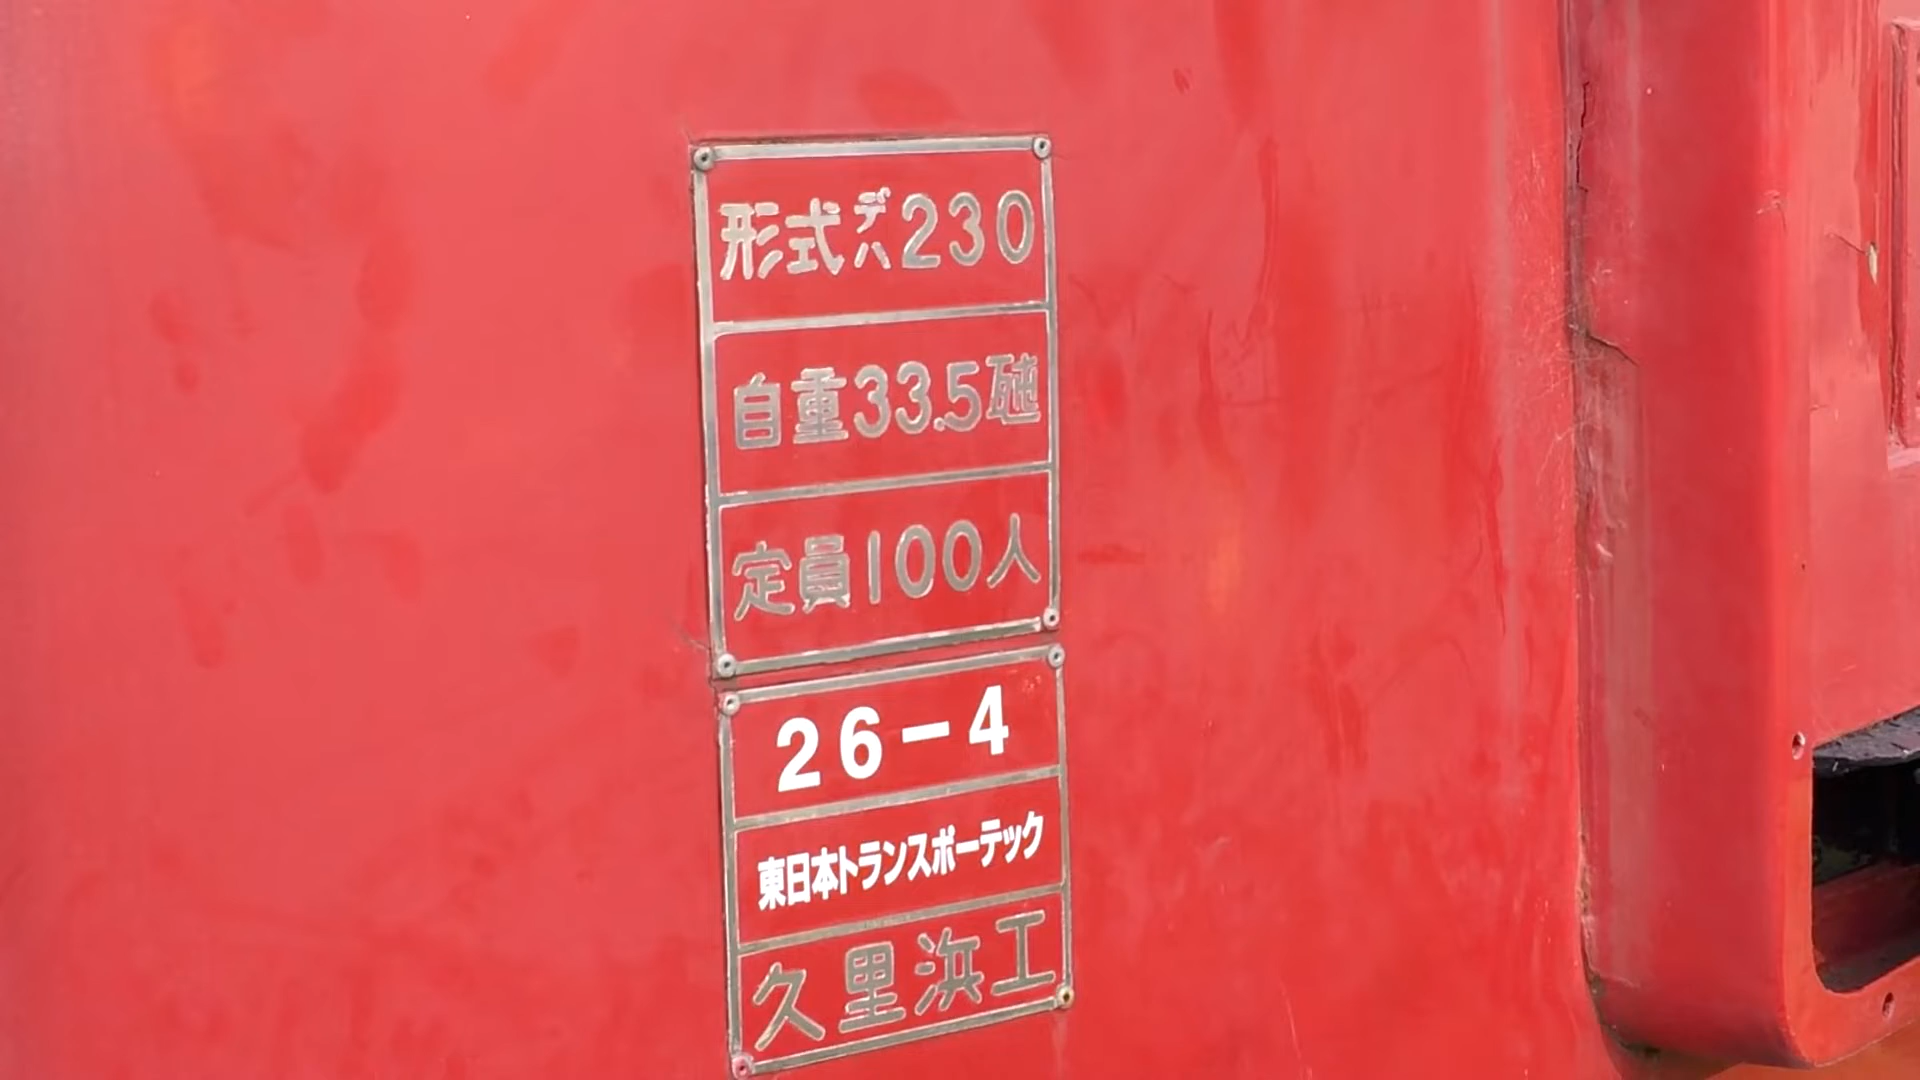 形式デハ230
自重33.5瓲
定員100人
26-4
東日本トランスポーテック
久里浜工